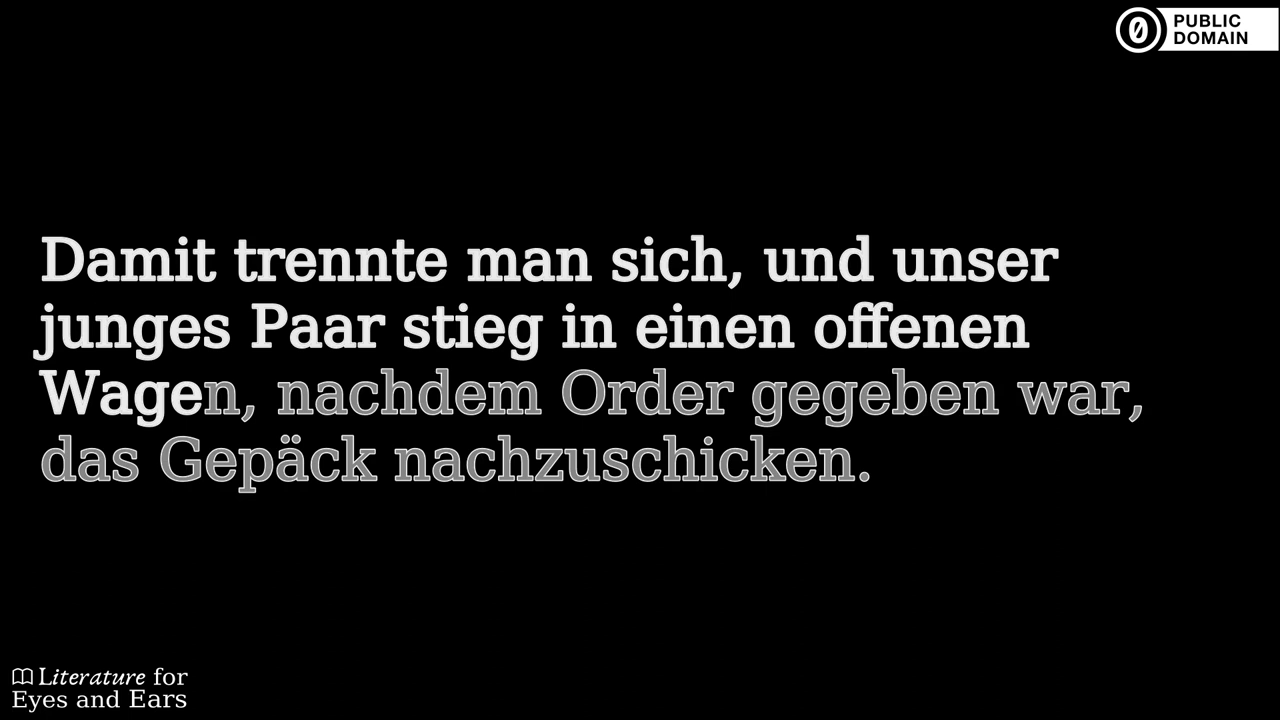 PUBLIC
DOMAIN
Damit trennte man sich, und unser
junges Paar stieg in einen offenen
Wagen, nachdem Order gegeben war,
das Gepäck nachzuschicken.
Literature for
Eyes and Ears